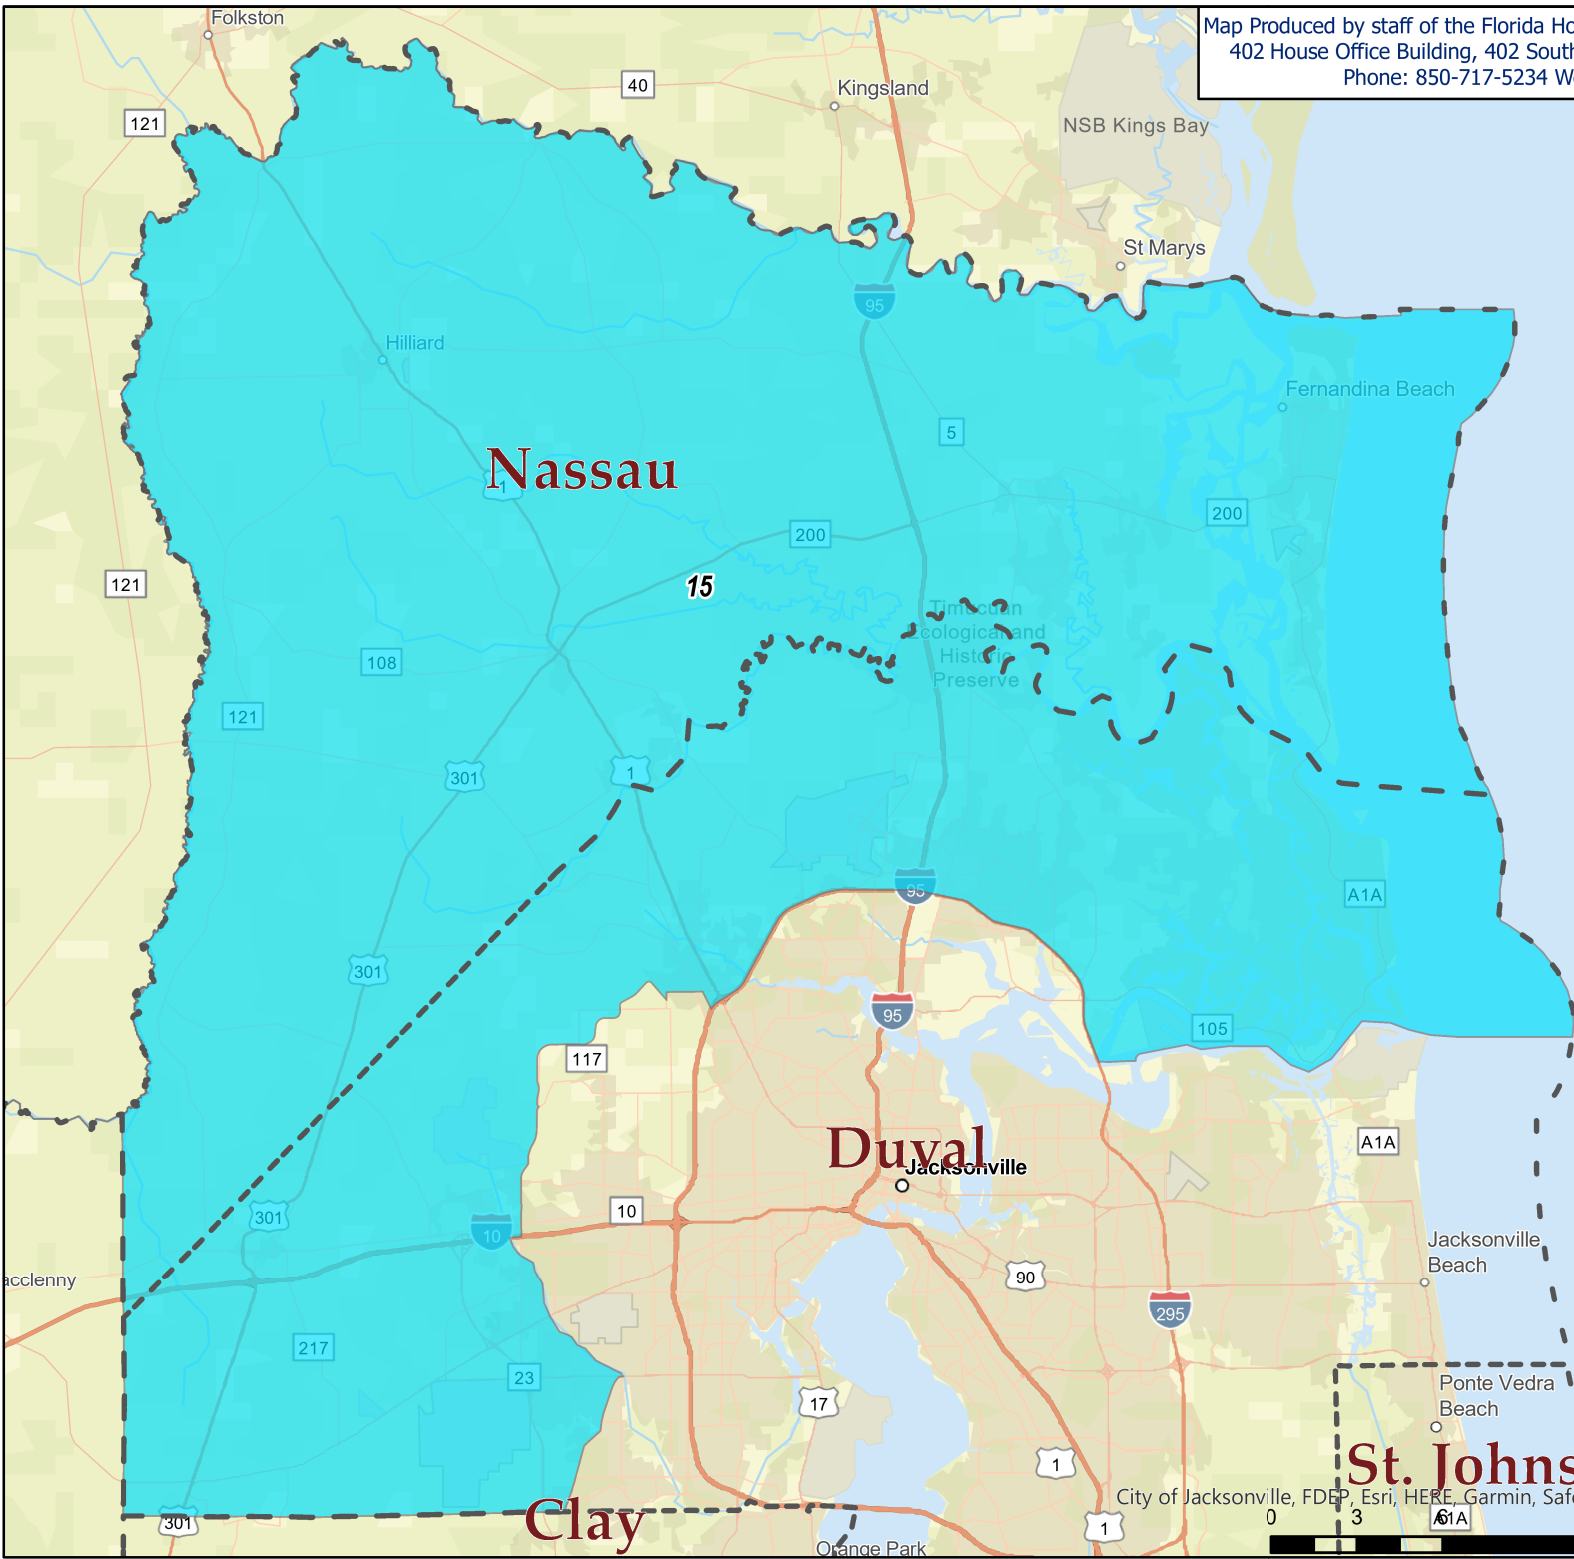 Folkston
Map Produced by staff of the Florida Ho
402 House Office Building, 402 South
Phone: 850-717-5234 W
40
Kingsland
121
NSB Kings Bay
St Marys
95
Hilliard
Fernandina Beach
5
Nassau
1
200
200
121
15
Timucuan
Ecological and
Historic
Preserve
108
121
301
1
95
A1A
301
95
105
117
A1A
Duval
Jacksonville
10
301
10
Jacksonville
Beach
90
acclenny
295
217
23
Ponte Vedra
Beach
17
1
St. Johns
City of Jacksonville, FDEP, Esri, HERE, Garmin, Saf
301
Clay
1
A1A
0 3 6
Orange Park